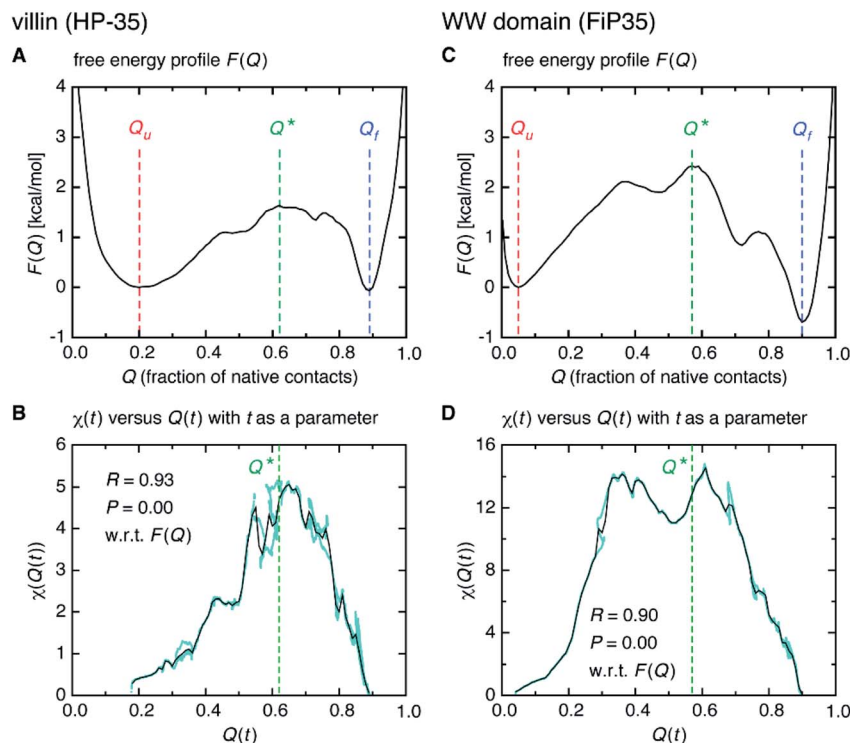 villin (HP-35)
WW domain (FiP35)
A free energy profile F(Q)
4
3
2
1
0
-1
F(Q) [kcal/mol]
Q_u
Q*
Q_f
0.0 0.2 0.4 0.6 0.8 1.0
Q (fraction of native contacts)
C free energy profile F(Q)
4
3
2
1
0
-1
F(Q) [kcal/mol]
Q_u
Q*
Q_f
0.0 0.2 0.4 0.6 0.8 1.0
Q (fraction of native contacts)
B χ(t) versus Q(t) with t as a parameter
6
5
4
3
2
1
0
χ(Q(t))
Q*
R = 0.93
P = 0.00
w.r.t. F(Q)
0.0 0.2 0.4 0.6 0.8 1.0
Q(t)
D χ(t) versus Q(t) with t as a parameter
16
12
8
4
0
χ(Q(t))
Q*
R = 0.90
P = 0.00
w.r.t. F(Q)
0.0 0.2 0.4 0.6 0.8 1.0
Q(t)